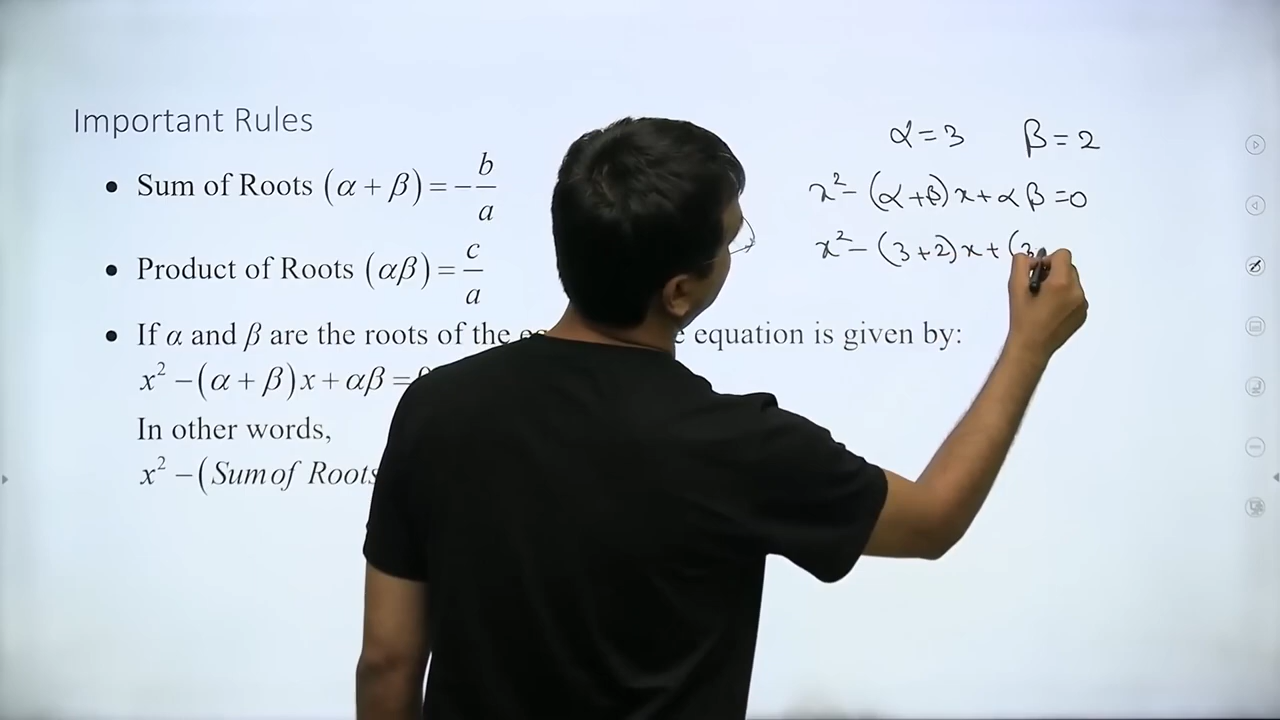 Important Rules
• Sum of Roots (α + β) = − b/a
• Product of Roots (αβ) = c/a
• If α and β are the roots of the equation is given by:
x² − (α + β)x + αβ =
In other words,
x² − (Sum of Roots
α = 3 β = 2
x² − (α + β)x + αβ = 0
x² − (3 + 2)x + (3